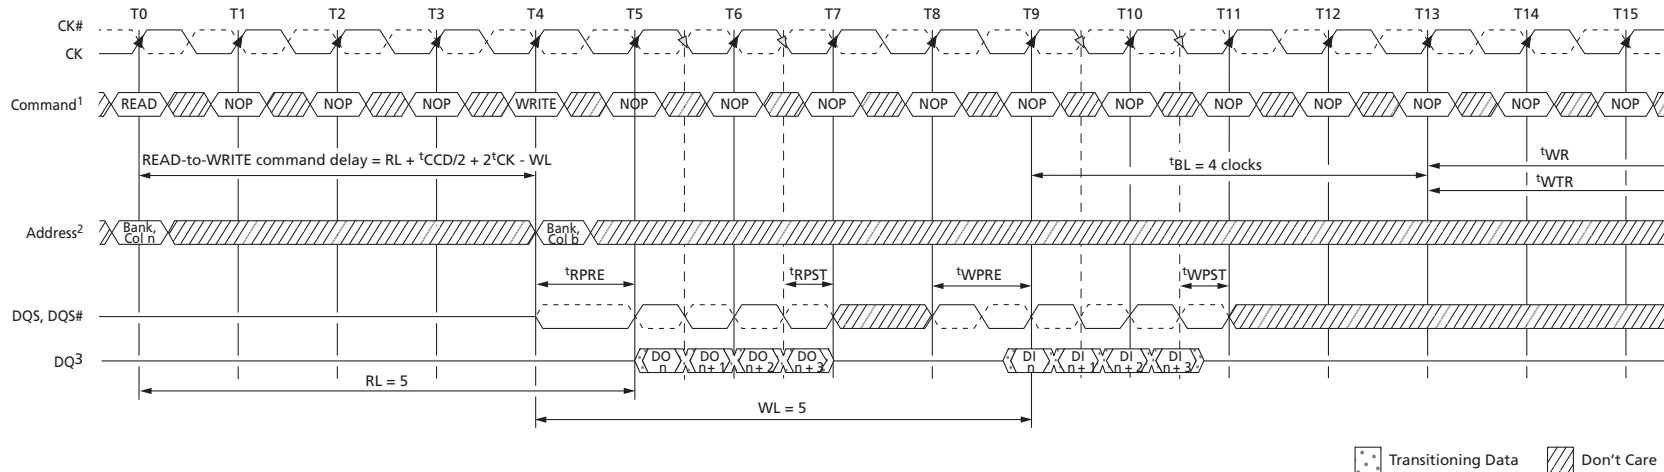 T0 T1 T2 T3 T4 T5 T6 T7 T8 T9 T10 T11 T12 T13 T14 T15
CK#
CK
Command1 READ NOP NOP NOP WRITE NOP NOP NOP NOP NOP NOP NOP NOP NOP NOP NOP
READ-to-WRITE command delay = RL + tCCD/2 + 2tCK - WL
tBL = 4 clocks
tWR
tWTR
Address2 Bank, Col n Bank, Col b
tRPRE tRPST tWPRE tWPST
DQS, DQS#
DQ3 DO n DO n + 1 DO n + 2 DO n + 3 DI n DI n + 1 DI n + 2 DI n + 3
RL = 5
WL = 5
Transitioning Data Don't Care